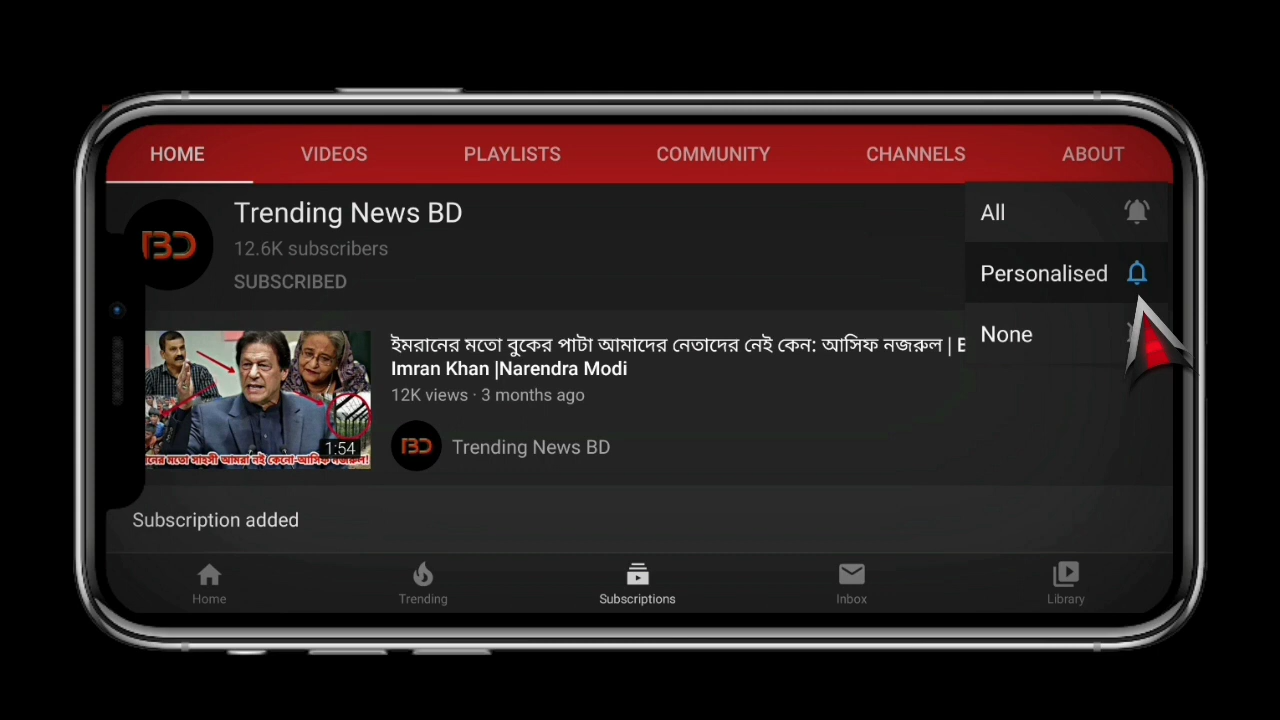 HOME VIDEOS PLAYLISTS COMMUNITY CHANNELS ABOUT
Trending News BD
12.6K subscribers
SUBSCRIBED
All
Personalised
None
ইমরানের মতো বুকের পাটা আমাদের নেতাদের নেই কেন: আসিফ নজরুল |
Imran Khan |Narendra Modi
12K views · 3 months ago
BD Trending News BD
BD
1:54
Subscription added
Home Trending Subscriptions Inbox Library